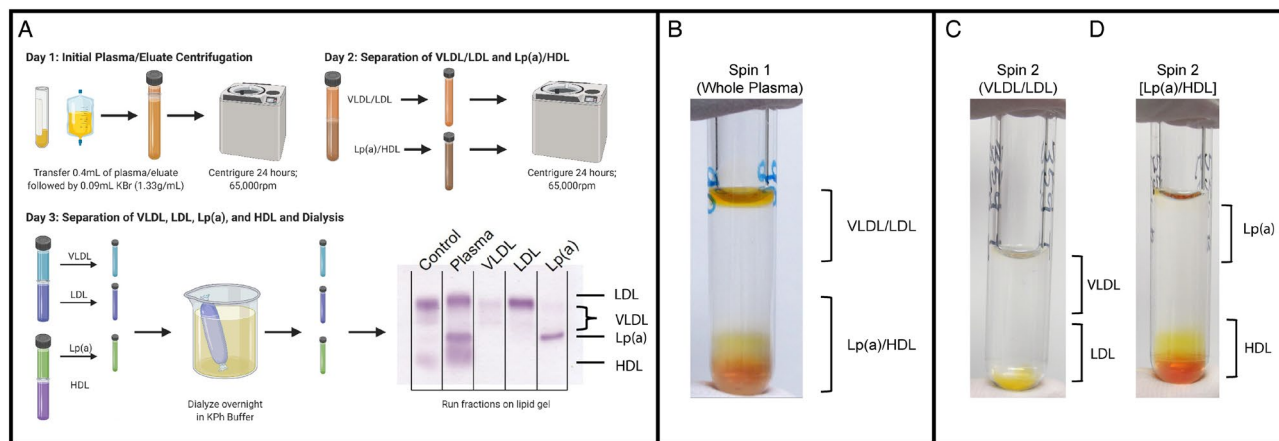 A
Day 1: Initial Plasma/Eluate Centrifugation
Transfer 0.4mL of plasma/eluate
followed by 0.09mL KBr (1.33g/mL)
Centrigure 24 hours;
65,000rpm
Day 2: Separation of VLDL/LDL and Lp(a)/HDL
VLDL/LDL
Lp(a)/HDL
Centrigure 24 hours;
65,000rpm
Day 3: Separation of VLDL, LDL, Lp(a), and HDL and Dialysis
VLDL
LDL
Lp(a)
HDL
Dialyze overnight
in KPh Buffer
Control
Plasma
VLDL
LDL
Lp(a)
LDL
VLDL
Lp(a)
HDL
Run fractions on lipid gel
B
Spin 1
(Whole Plasma)
VLDL/LDL
Lp(a)/HDL
C
Spin 2
(VLDL/LDL)
VLDL
LDL
D
Spin 2
[Lp(a)/HDL]
Lp(a)
HDL